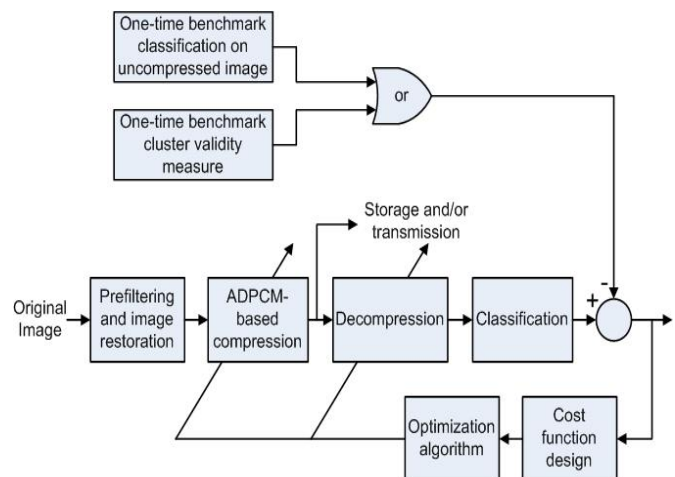 One-time benchmark
classification on
uncompressed image
or
One-time benchmark
cluster validity
measure
Storage and/or
transmission
Original
Image
Prefiltering
and image
restoration
ADPCM-
based
compression
Decompression
Classification
+
-
Optimization
algorithm
Cost
function
design